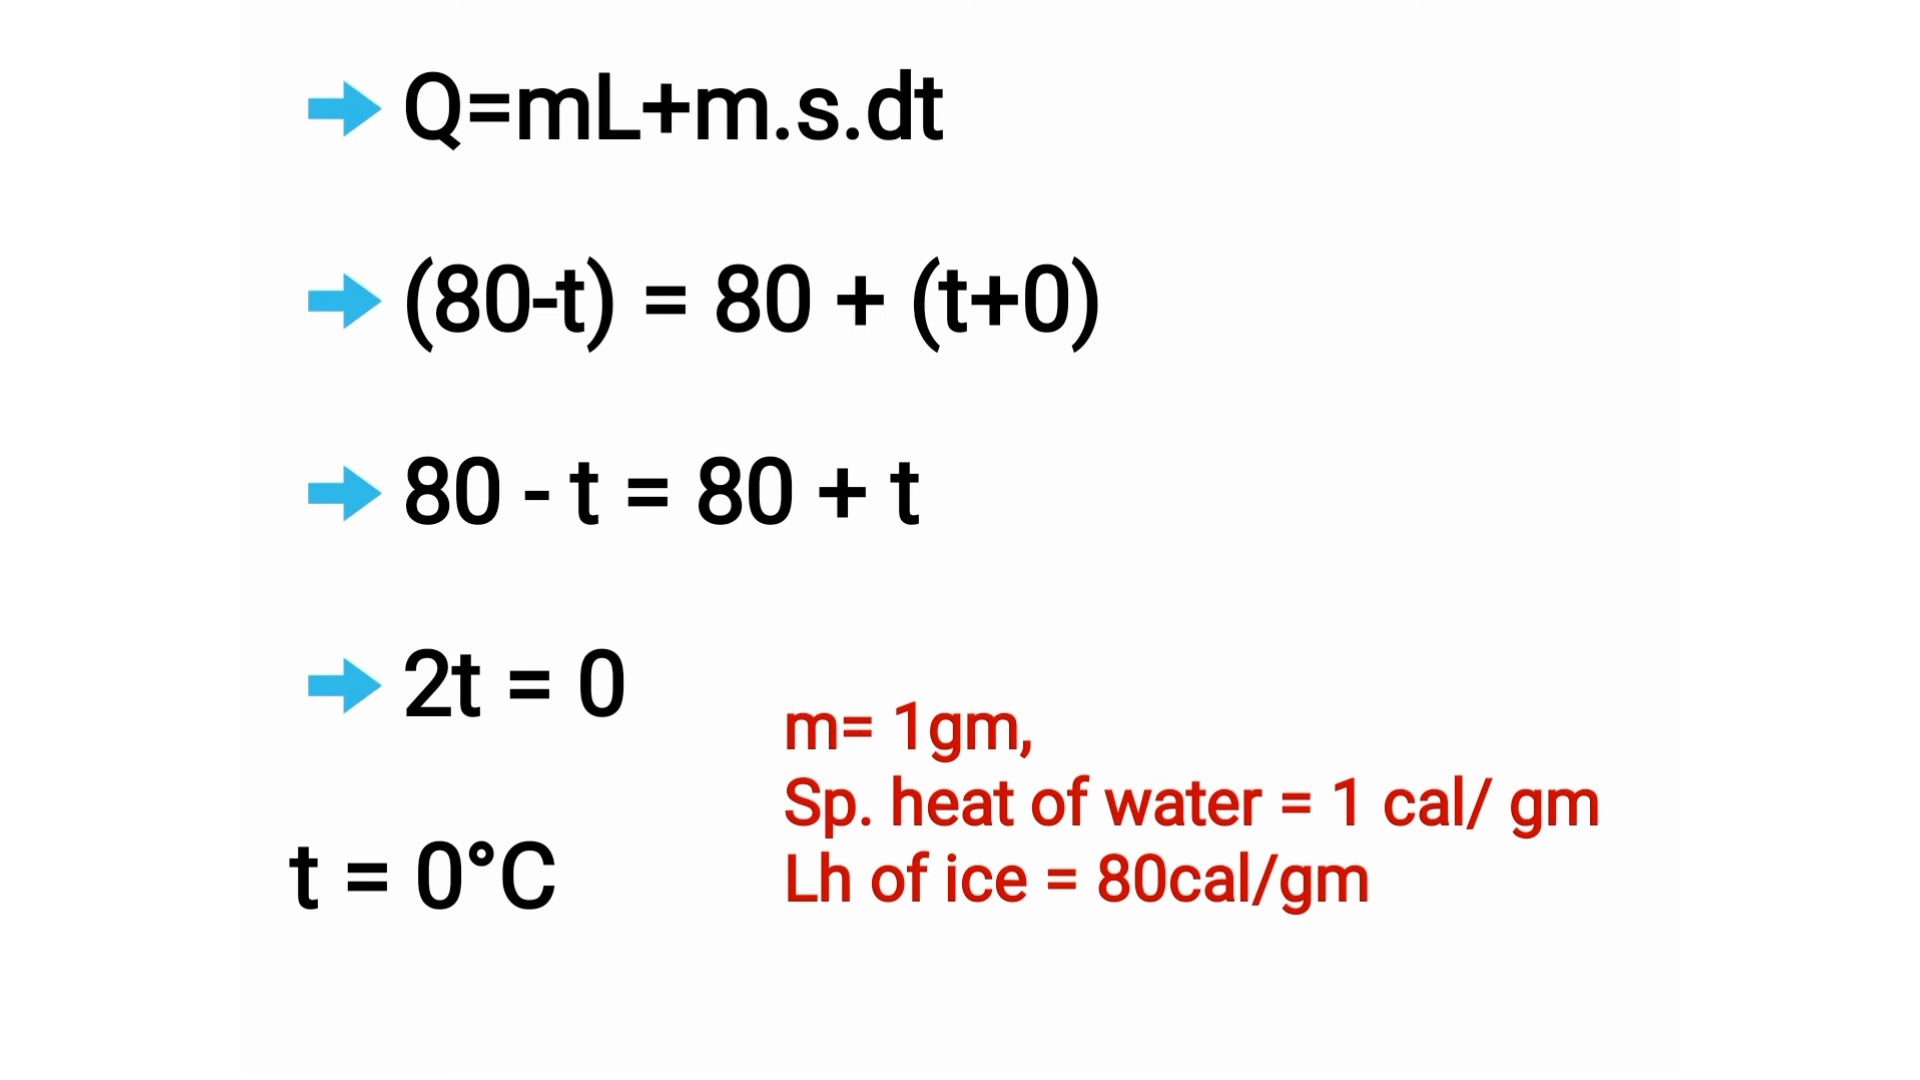 Q=mL+m.s.dt
(80-t) = 80 + (t+0)
80 - t = 80 + t
2t = 0
t = 0°C
m= 1gm,
Sp. heat of water = 1 cal/ gm
Lh of ice = 80cal/gm